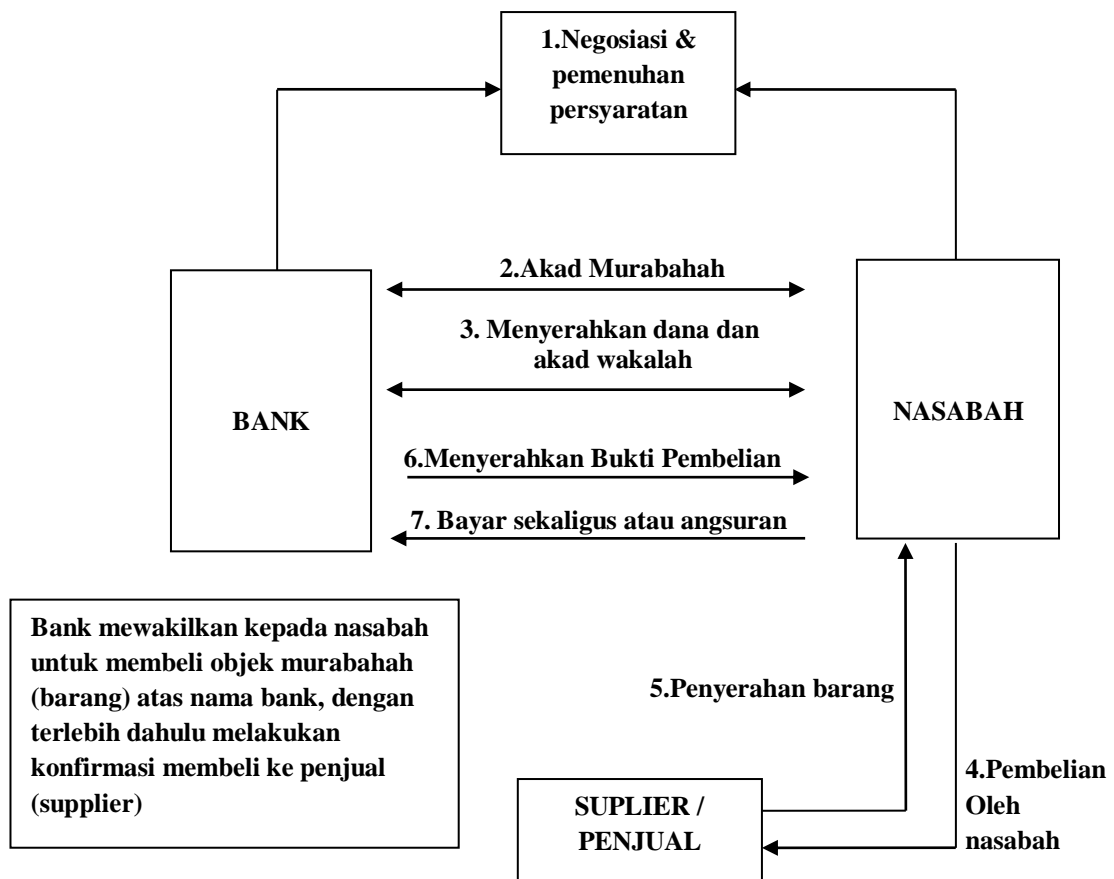 1.Negosiasi &
pemenuhan
persyaratan
2.Akad Murabahah
3. Menyerahkan dana dan
akad wakalah
BANK
NASABAH
6.Menyerahkan Bukti Pembelian
7. Bayar sekaligus atau angsuran
Bank mewakilkan kepada nasabah
untuk membeli objek murabahah
(barang) atas nama bank, dengan
terlebih dahulu melakukan
konfirmasi membeli ke penjual
(supplier)
5.Penyerahan barang
4.Pembelian
Oleh
nasabah
SUPLIER /
PENJUAL